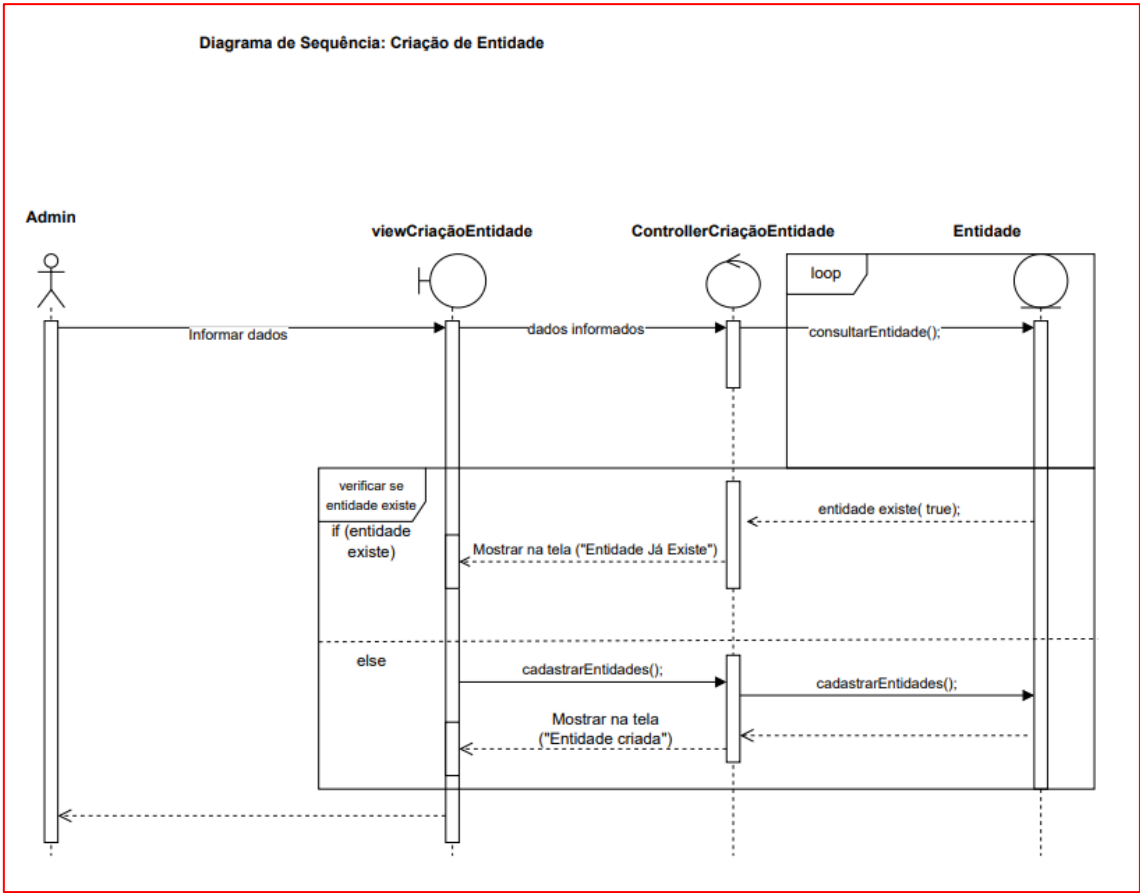 Diagrama de Sequência: Criação de Entidade
Admin
viewCriaçãoEntidade
ControllerCriaçãoEntidade
Entidade
loop
Informar dados
dados informados
consultarEntidade();
verificar se
entidade existe
if (entidade
existe)
entidade existe( true);
Mostrar na tela ("Entidade Já Existe")
else
cadastrarEntidades();
cadastrarEntidades();
Mostrar na tela
("Entidade criada")